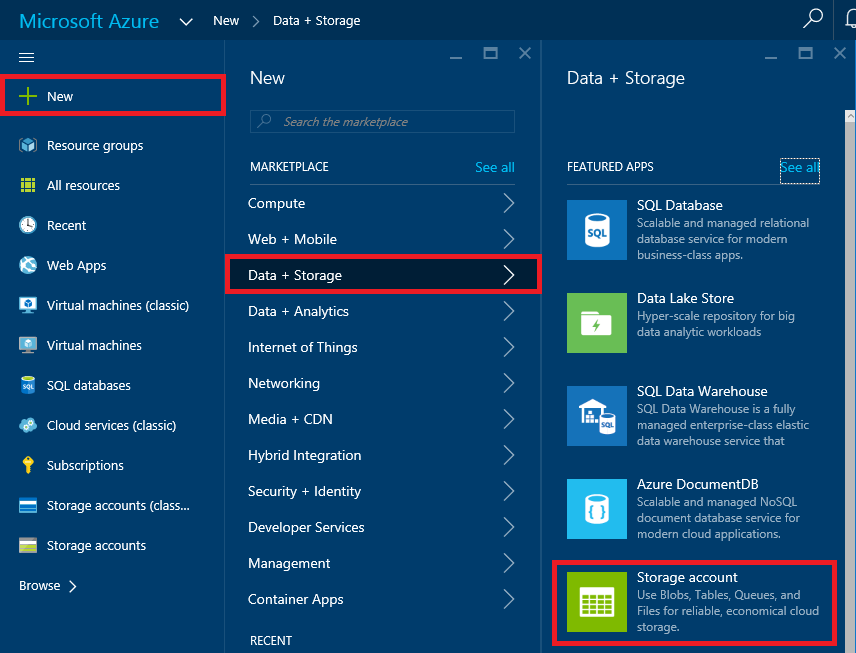 Microsoft Azure New > Data + Storage
New
Resource groups
All resources
Recent
Web Apps
Virtual machines (classic)
Virtual machines
SQL
SQL databases
Cloud services (classic)
Subscriptions
Storage accounts (class...
Storage accounts
Browse >
New
Search the marketplace
MARKETPLACE See all
Compute
Web + Mobile
Data + Storage
Data + Analytics
Internet of Things
Networking
Media + CDN
Hybrid Integration
Security + Identity
Developer Services
Management
Container Apps
RECENT
Data + Storage
FEATURED APPS See all
SQL
SQL Database
Scalable and managed relational
database service for modern
business-class apps.
Data Lake Store
Hyper-scale repository for big
data analytic workloads
SQL
SQL Data Warehouse
SQL Data Warehouse is a fully
managed enterprise-class elastic
data warehouse service that
{ }
Azure DocumentDB
Scalable and managed NoSQL
document database service for
modern cloud applications.
Storage account
Use Blobs, Tables, Queues, and
Files for reliable, economical cloud
storage.